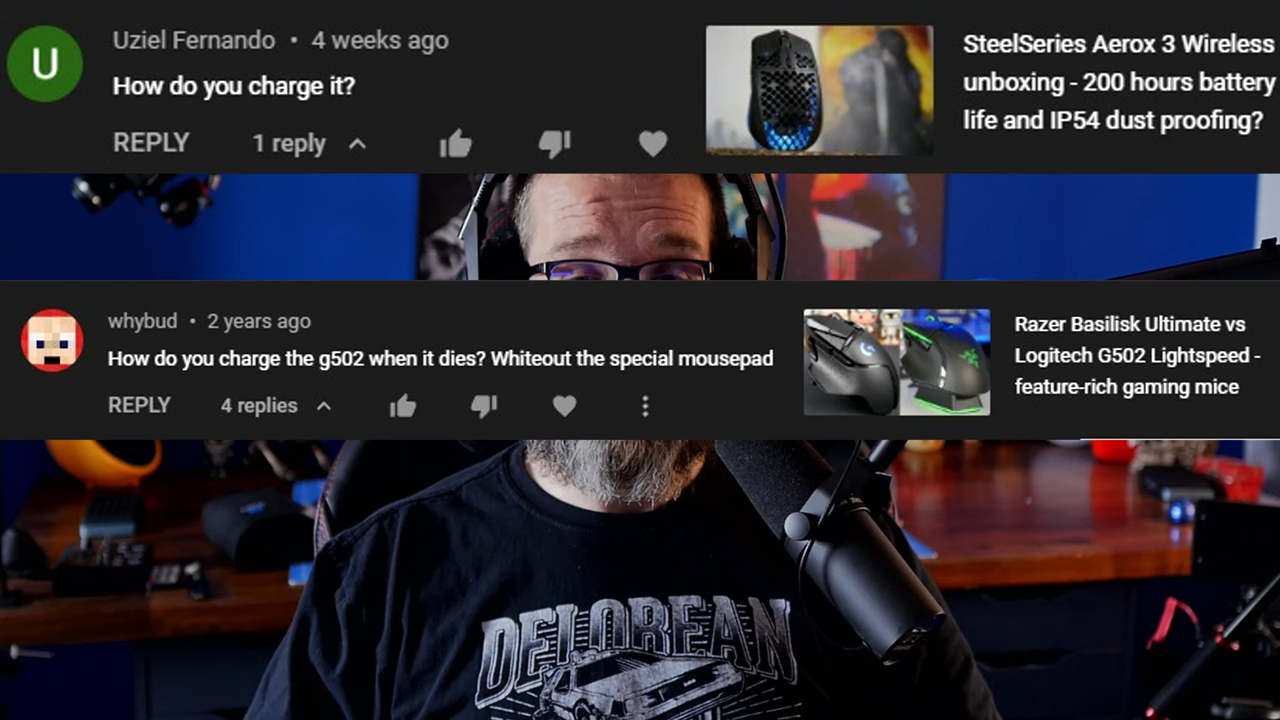 U
Uziel Fernando • 4 weeks ago
How do you charge it?
REPLY 1 reply
SteelSeries Aerox 3 Wireless
unboxing - 200 hours battery
life and IP54 dust proofing?
whybud • 2 years ago
How do you charge the g502 when it dies? Whiteout the special mousepad
REPLY 4 replies
Razer Basilisk Ultimate vs
Logitech G502 Lightspeed -
feature-rich gaming mice
DELOREAN